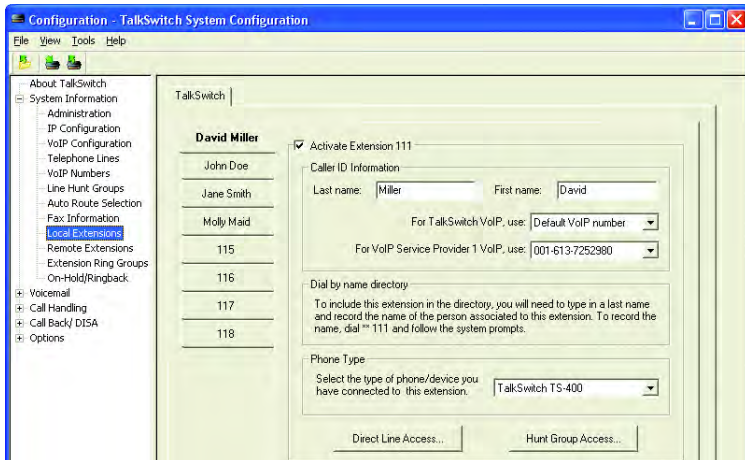 Configuration - TalkSwitch System Configuration
File View Tools Help
About TalkSwitch
System Information
Administration
IP Configuration
VoIP Configuration
Telephone Lines
VoIP Numbers
Line Hunt Groups
Auto Route Selection
Fax Information
Local Extensions
Remote Extensions
Extension Ring Groups
On-Hold/Ringback
Voicemail
Call Handling
Call Back/ DISA
Options
TalkSwitch
David Miller
John Doe
Jane Smith
Molly Maid
115
116
117
118
Activate Extension 111
Caller ID Information
Last name: Miller First name: David
For TalkSwitch VoIP, use: Default VoIP number
For VoIP Service Provider 1 VoIP, use: 001-613-7252980
Dial by name directory
To include this extension in the directory, you will need to type in a last name
and record the name of the person associated to this extension. To record the
name, dial ** 111 and follow the system prompts.
Phone Type
Select the type of phone/device you
have connected to this extension.
TalkSwitch TS-400
Direct Line Access... Hunt Group Access...